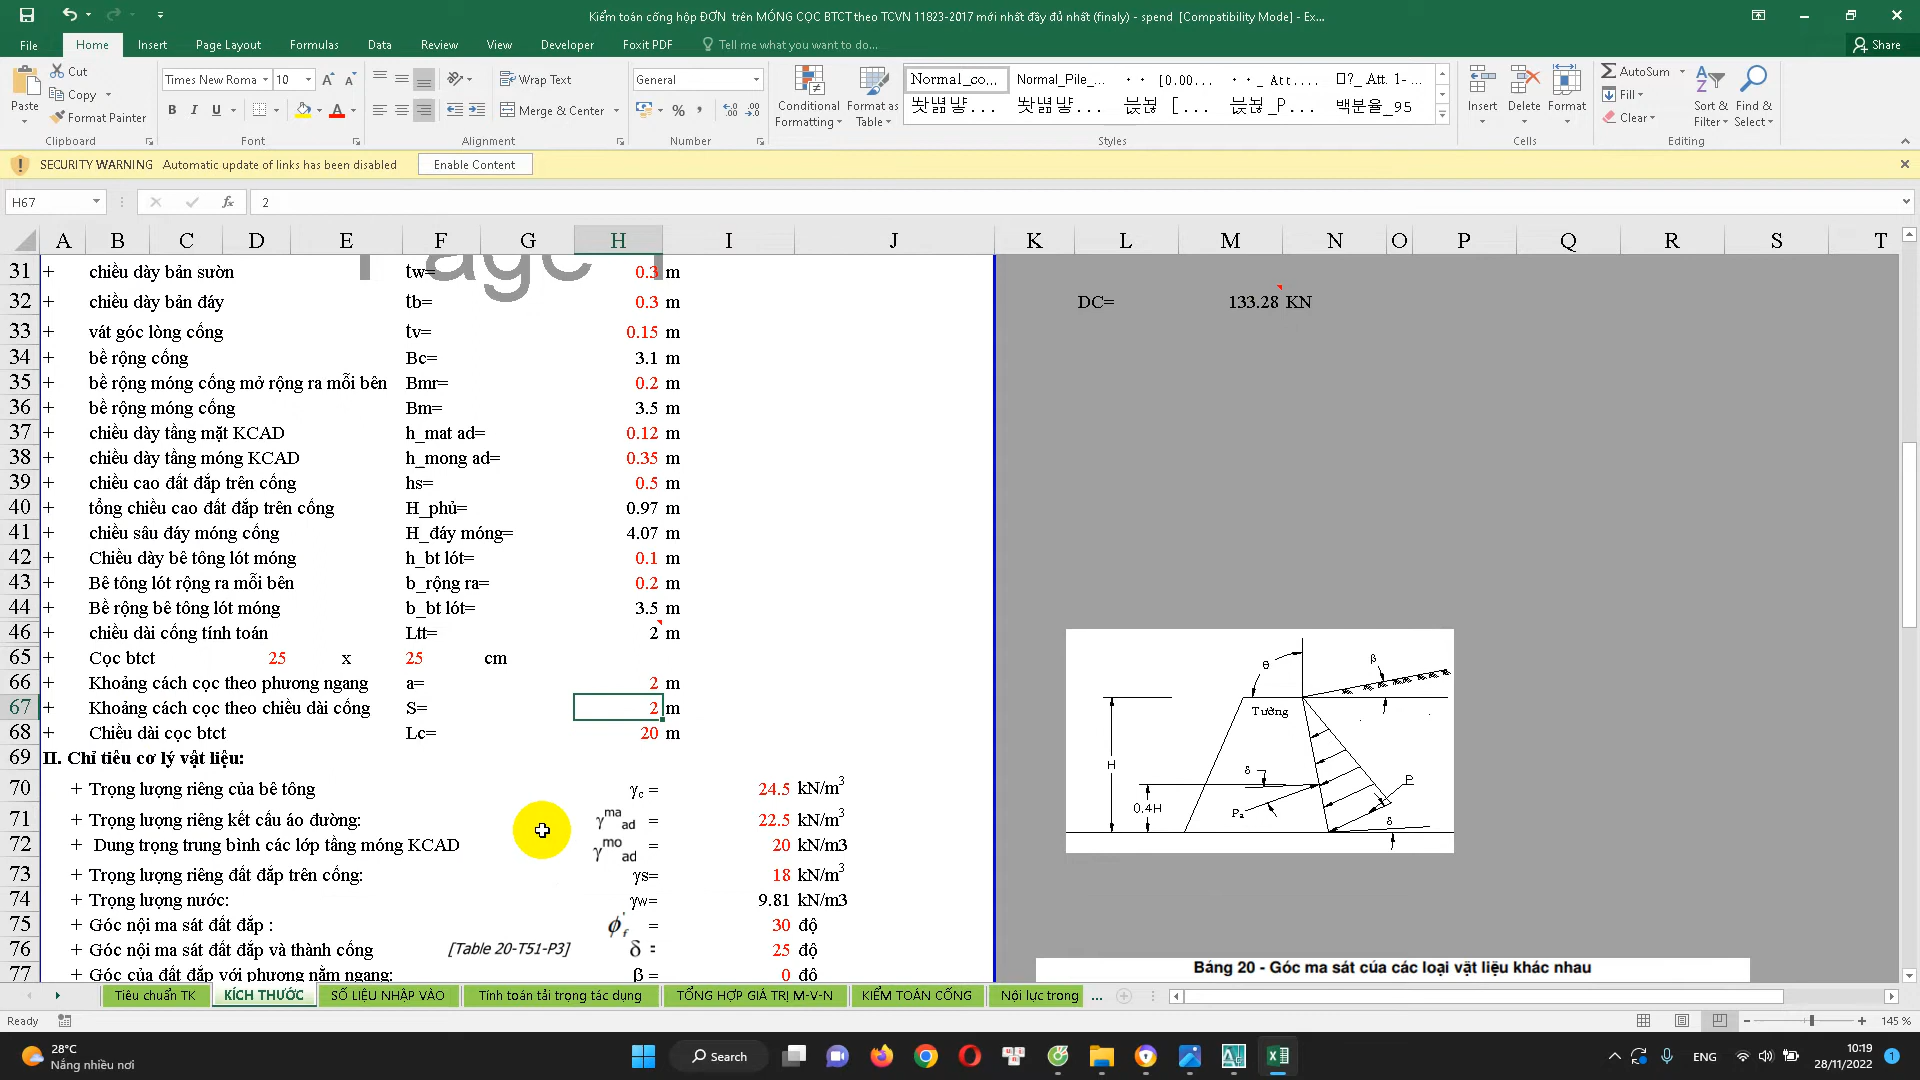 Kiểm toán cống hộp ĐƠN trên MÓNG CỌC BTCT theo TCVN 11823-2017 mới nhất đầy đủ nhất (finaly) - spend [Compatibility Mode] - Ex...
File Home Insert Page Layout Formulas Data Review View Developer Foxit PDF Tell me what you want to do... Share
Paste Cut Copy Format Painter Clipboard
Times New Roma 10 B I U Font
Wrap Text Merge & Center Alignment
General % Number
Conditional Formatting Format as Table
Normal_co... Normal_Pile_... [0.00... _Att.... _Att. 1-...
백분율_95
Styles
Insert Delete Format Cells
AutoSum Fill Clear Sort & Filter Find & Select Editing
SECURITY WARNING Automatic update of links has been disabled Enable Content
H67 fx 2
A B C D E F G H I J K L M N O P Q R S T
Page 1
31 + chiều dày bản sườn tw= 0.3 m
32 + chiều dày bản đáy tb= 0.3 m DC= 133.28 KN
33 + vát góc lòng cống tv= 0.15 m
34 + bề rộng cống Bc= 3.1 m
35 + bề rộng móng cống mở rộng ra mỗi bên Bmr= 0.2 m
36 + bề rộng móng cống Bm= 3.5 m
37 + chiều dày tầng mặt KCAD h_mat ad= 0.12 m
38 + chiều dày tầng móng KCAD h_mong ad= 0.35 m
39 + chiều cao đất đắp trên cống hs= 0.5 m
40 + tổng chiều cao đất đắp trên cống H_phủ= 0.97 m
41 + chiều sâu đáy móng cống H_đáy móng= 4.07 m
42 + Chiều dày bê tông lót móng h_bt lót= 0.1 m
43 + Bê tông lót rộng ra mỗi bên b_rộng ra= 0.2 m
44 + Bề rộng bê tông lót móng b_bt lót= 3.5 m
46 + chiều dài cống tính toán Ltt= 2 m
65 + Cọc btct 25 x 25 cm
66 + Khoảng cách cọc theo phương ngang a= 2 m
67 + Khoảng cách cọc theo chiều dài cống S= 2 m
68 + Chiều dài cọc btct Lc= 20 m
69 II. Chỉ tiêu cơ lý vật liệu:
70 + Trọng lượng riêng của bê tông γc = 24.5 kN/m3
71 + Trọng lượng riêng kết cấu áo đường: γ ma ad = 22.5 kN/m3
72 + Dung trọng trung bình các lớp tầng móng KCAD γ mo ad = 20 kN/m3
73 + Trọng lượng riêng đất đắp trên cống: γs= 18 kN/m3
74 + Trọng lượng nước: γw= 9.81 kN/m3
75 + Góc nội ma sát đất đắp : ϕ'f = 30 độ
76 + Góc nội ma sát đất đắp và thành cống [Table 20-T51-P3] δ = 25 độ
77 + Góc của đất đắp với phương nằm ngang: β = 0 độ
θ β
Tường
H δ P
0.4H Pa δ
Bảng 20 - Góc ma sát của các loại vật liệu khác nhau
Tiêu chuẩn TK KÍCH THƯỚC SỐ LIỆU NHẬP VÀO Tính toán tải trọng tác dụng TỔNG HỢP GIÁ TRỊ M-V-N KIỂM TOÁN CỐNG Nội lực trong ...
Ready 145 %
28°C
Nắng nhiều nơi
Search
ENG
10:19
28/11/2022
1